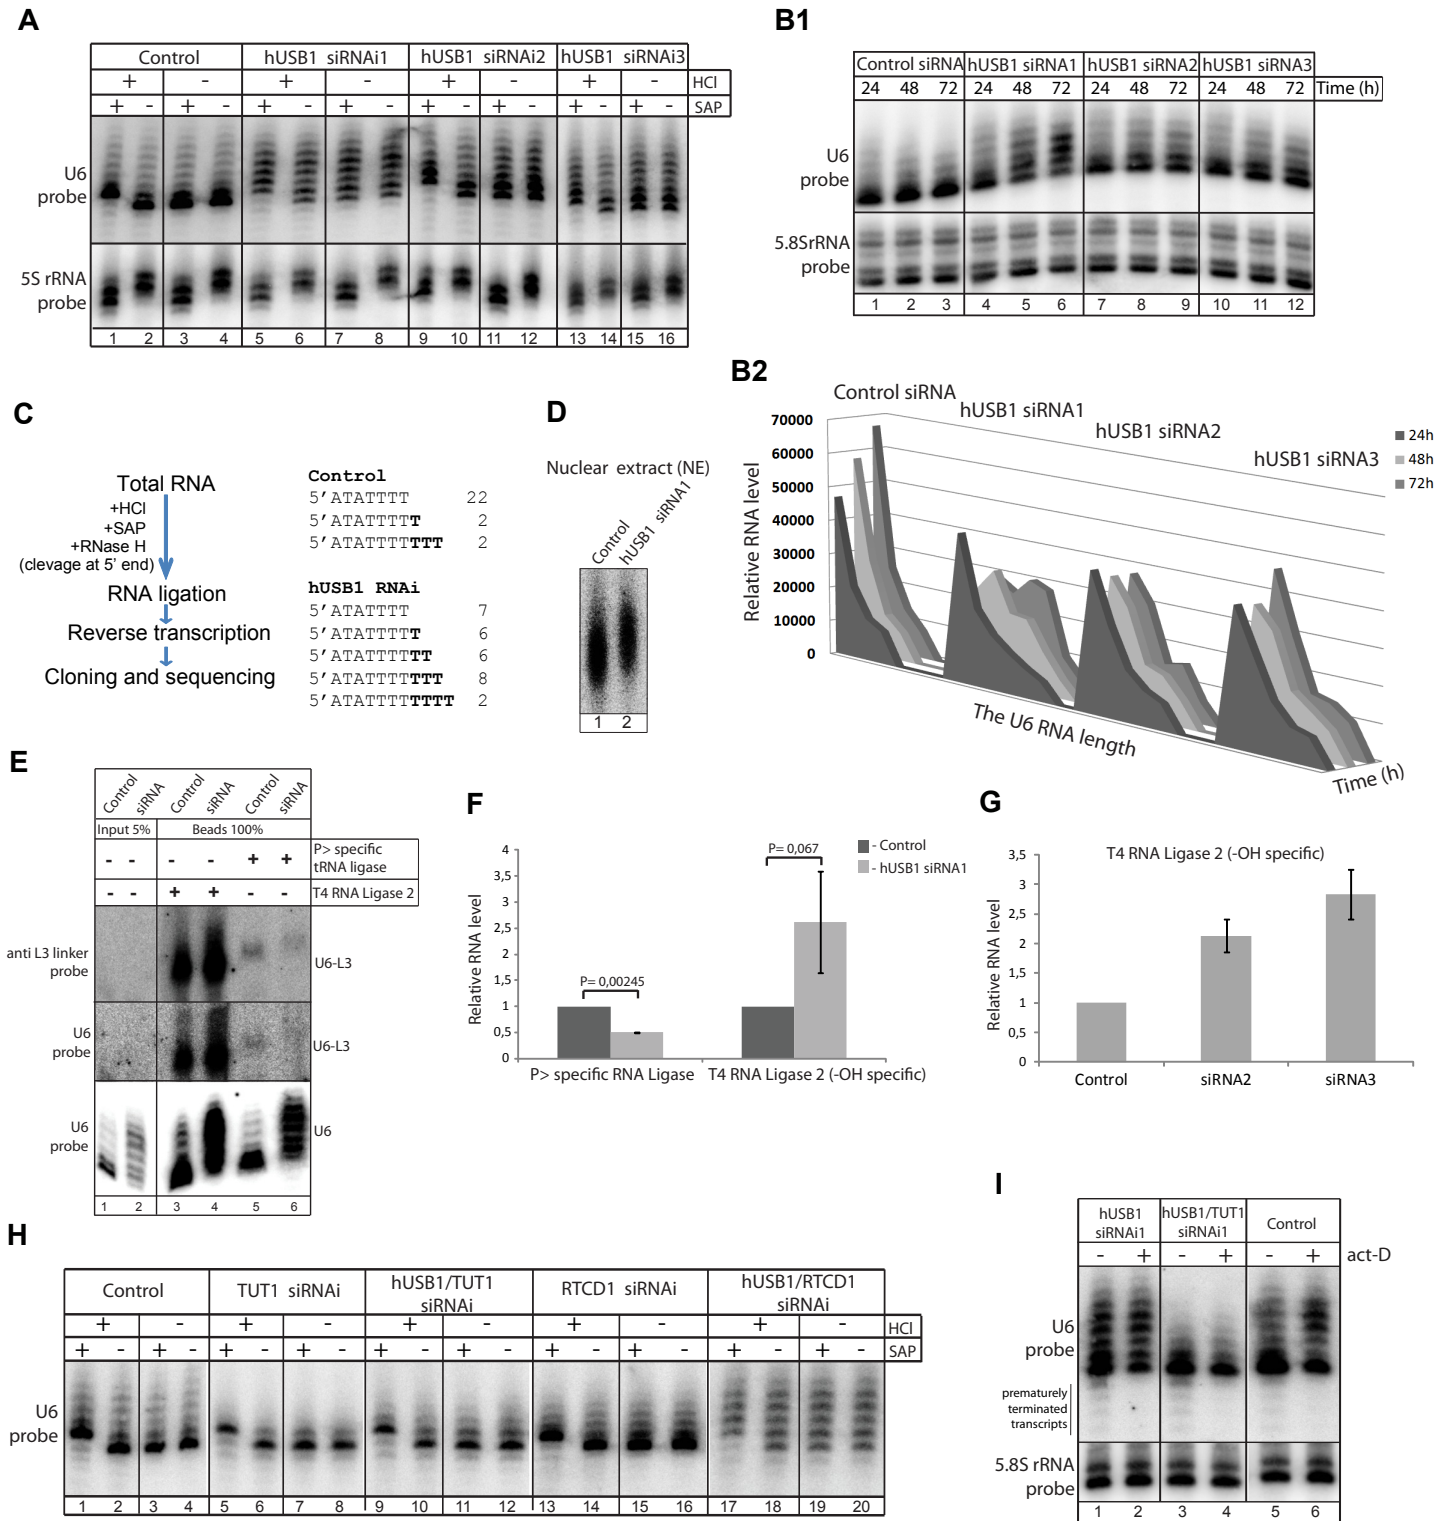 A
Control hUSB1 siRNAi1 hUSB1 siRNAi2 hUSB1 siRNAi3
+ - + - + - + - HCl
+ - + - + - + - + - + - + - + - SAP
U6
probe
5S rRNA
probe
1 2 3 4 5 6 7 8 9 10 11 12 13 14 15 16
B1
Control siRNA hUSB1 siRNA1 hUSB1 siRNA2 hUSB1 siRNA3
24 48 72 24 48 72 24 48 72 24 48 72 Time (h)
U6
probe
5.8SrRNA
probe
1 2 3 4 5 6 7 8 9 10 11 12
B2
Control siRNA
hUSB1 siRNA1
hUSB1 siRNA2
hUSB1 siRNA3
24h
48h
72h
Relative RNA level
70000
60000
50000
40000
30000
20000
10000
0
The U6 RNA length
Time (h)
C
Total RNA
+HCl
+SAP
+RNase H
(clevage at 5' end)
RNA ligation
Reverse transcription
Cloning and sequencing
Control
5'ATATTTT 22
5'ATATTTTT 2
5'ATATTTTTTT 2
hUSB1 RNAi
5'ATATTTT 7
5'ATATTTTT 6
5'ATATTTTTT 6
5'ATATTTTTTT 8
5'ATATTTTTTTT 2
D
Nuclear extract (NE)
Control
hUSB1 siRNA1
1 2
E
Control siRNA Control siRNA Control siRNA
Input 5% Beads 100%
- - - - + + P> specific
tRNA ligase
- - + + - - T4 RNA Ligase 2
anti L3 linker
probe
U6-L3
U6
probe
U6-L3
U6
probe
U6
1 2 3 4 5 6
F
Relative RNA level
4
3,5
3
2,5
2
1,5
1
0,5
0
P= 0,00245
P= 0,067
- Control
- hUSB1 siRNA1
P> specific RNA Ligase T4 RNA Ligase 2 (-OH specific)
G
T4 RNA Ligase 2 (-OH specific)
Relative RNA level
3,5
3
2,5
2
1,5
1
0,5
0
Control siRNA2 siRNA3
H
Control TUT1 siRNAi hUSB1/TUT1 siRNAi RTCD1 siRNAi hUSB1/RTCD1 siRNAi
+ - + - + - + - + - HCl
+ - + - + - + - + - + - + - + - + - + - SAP
U6
probe
1 2 3 4 5 6 7 8 9 10 11 12 13 14 15 16 17 18 19 20
I
hUSB1 siRNAi1 hUSB1/TUT1 siRNAi1 Control
- + - + - + act-D
U6
probe
prematurely
terminated
transcripts
5.8S rRNA
probe
1 2 3 4 5 6